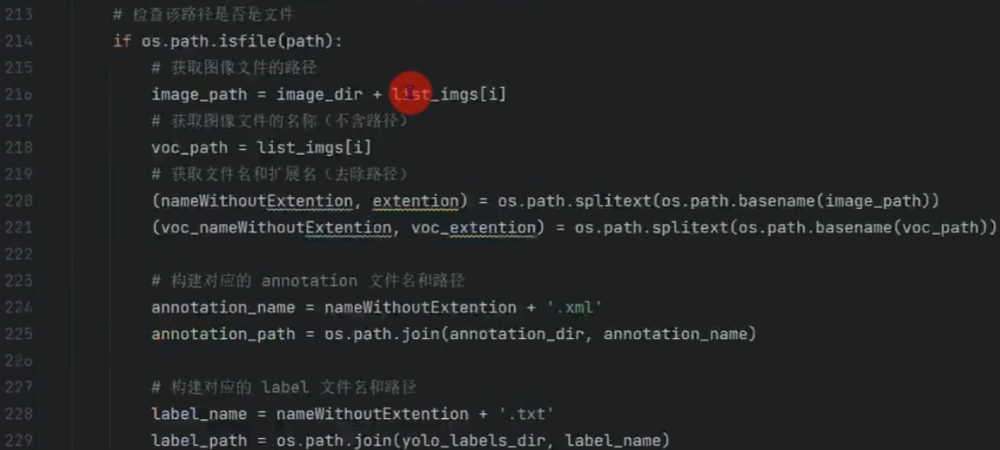 213 # 检查该路径是否是文件
214 if os.path.isfile(path):
215 # 获取图像文件的路径
216 image_path = image_dir + list_imgs[i]
217 # 获取图像文件的名称（不含路径）
218 voc_path = list_imgs[i]
219 # 获取文件名和扩展名（去除路径）
220 (nameWithoutExtention, extention) = os.path.splitext(os.path.basename(image_path))
221 (voc_nameWithoutExtention, voc_extention) = os.path.splitext(os.path.basename(voc_path))
222
223 # 构建对应的 annotation 文件名和路径
224 annotation_name = nameWithoutExtention + '.xml'
225 annotation_path = os.path.join(annotation_dir, annotation_name)
226
227 # 构建对应的 label 文件名和路径
228 label_name = nameWithoutExtention + '.txt'
229 label_path = os.path.join(yolo_labels_dir, label_name)